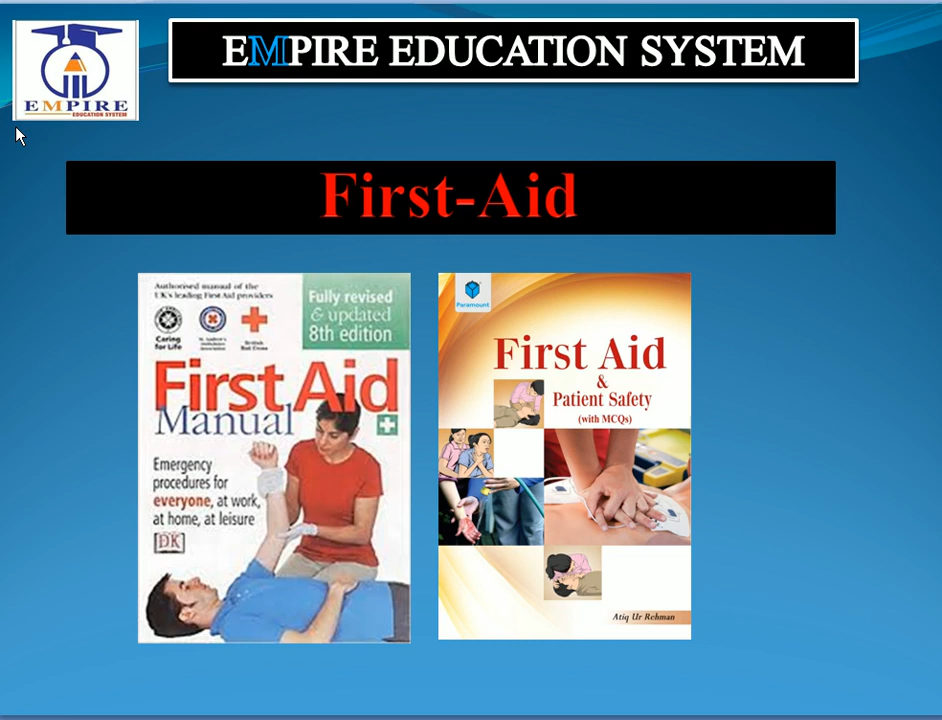 EMPIRE
EDUCATION SYSTEM
EMPIRE EDUCATION SYSTEM
First-Aid
Authorised manual of the
UK's leading First Aid providers
Fully revised
& updated
8th edition
Caring
for Life
St. Andrew's
Ambulance
Association
British
Red Cross
First Aid
Manual
Emergency
procedures for
everyone, at work,
at home, at leisure
DK
Paramount
First Aid
&
Patient Safety
(with MCQs)
Atiq Ur Rehman